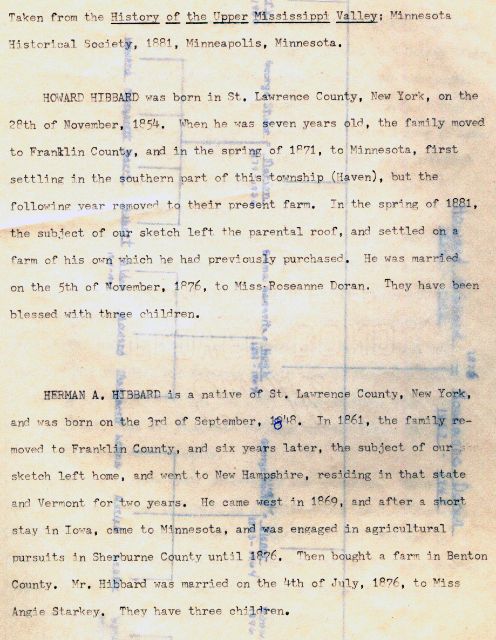 Taken from the History of the Upper Mississippi Valley; Minnesota
Historical Society, 1881, Minneapolis, Minnesota.
HOWARD HIBBARD was born in St. Lawrence County, New York, on the
28th of November, 1854. When he was seven years old, the family moved
to Franklin County, and in the spring of 1871, to Minnesota, first
settling in the southern part of this township (Haven), but the
following year removed to their present farm. In the spring of 1881,
the subject of our sketch left the parental roof, and settled on a
farm of his own which he had previously purchased. He was married
on the 5th of November, 1876, to Miss Roseanne Doran. They have been
blessed with three children.
HERMAN A. HIBBARD is a native of St. Lawrence County, New York,
and was born on the 3rd of September, 1848. In 1861, the family re-
moved to Franklin County, and six years later, the subject of our
sketch left home, and went to New Hampshire, residing in that state
and Vermont for two years. He came west in 1869, and after a short
stay in Iowa, came to Minnesota, and was engaged in agricultural
pursuits in Sherburne County until 1876. Then bought a farm in Benton
County. Mr. Hibbard was married on the 4th of July, 1876, to Miss
Angie Starkey. They have three children.